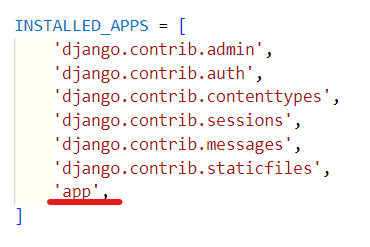 INSTALLED_APPS = [
    'django.contrib.admin',
    'django.contrib.auth',
    'django.contrib.contenttypes',
    'django.contrib.sessions',
    'django.contrib.messages',
    'django.contrib.staticfiles',
    'app',
]